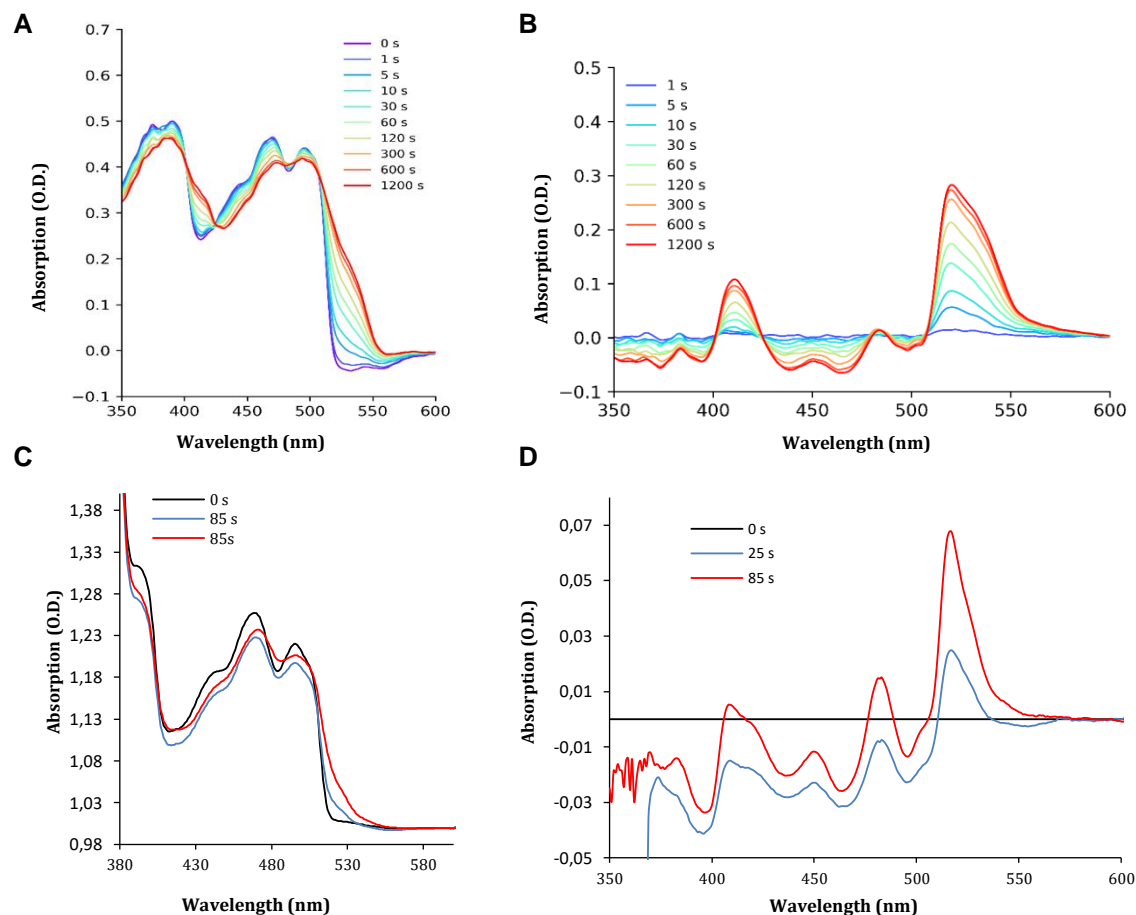 A
0.7
0.6
0.5
0.4
0.3
0.2
0.1
0.0
−0.1
Absorption (O.D.)
0 s
1 s
5 s
10 s
30 s
60 s
120 s
300 s
600 s
1200 s
350 400 450 500 550 600
Wavelength (nm)
B
0.5
0.4
0.3
0.2
0.1
0.0
−0.1
Absorption (O.D.)
1 s
5 s
10 s
30 s
60 s
120 s
300 s
600 s
1200 s
350 400 450 500 550 600
Wavelength (nm)
C
1,38
1,33
1,28
1,23
1,18
1,13
1,08
1,03
0,98
Absorption (O.D.)
0 s
85 s
85s
380 430 480 530 580
Wavelength (nm)
D
0,07
0,05
0,03
0,01
-0,01
-0,03
-0,05
Absorption (O.D.)
0 s
25 s
85 s
350 400 450 500 550 600
Wavelength (nm)